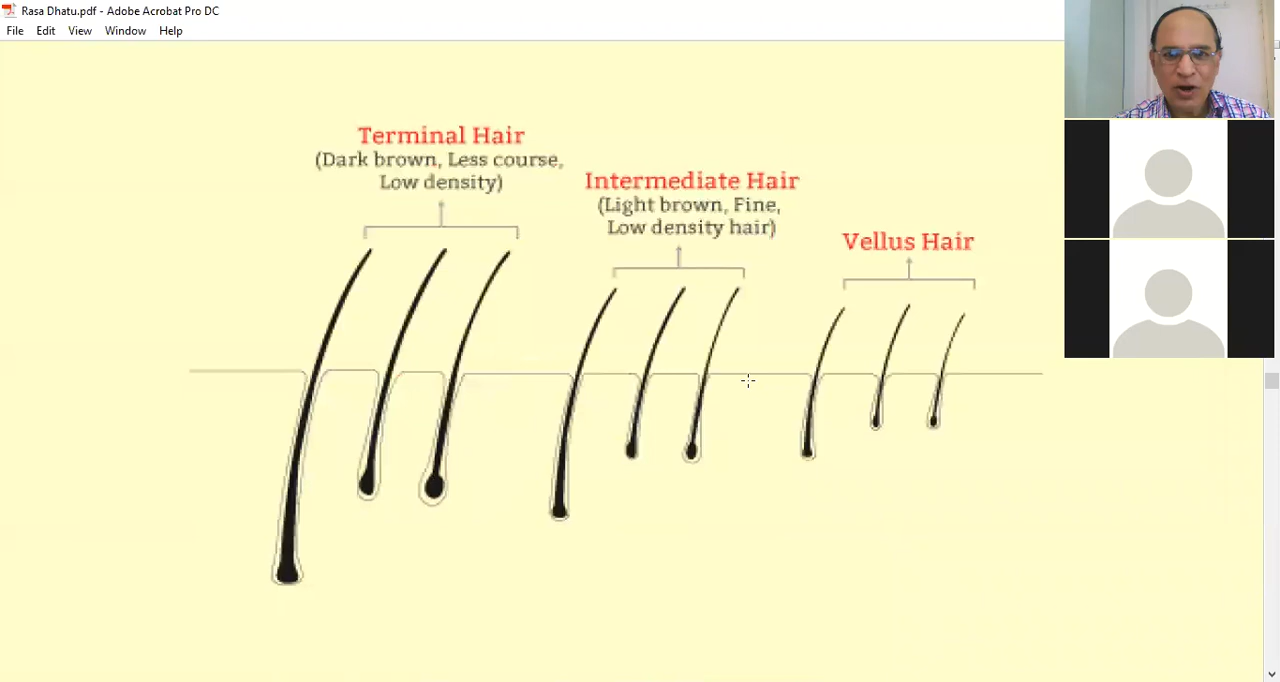 Rasa Dhatu.pdf - Adobe Acrobat Pro DC
File Edit View Window Help
Terminal Hair
(Dark brown, Less course,
Low density)
Intermediate Hair
(Light brown, Fine,
Low density hair)
Vellus Hair